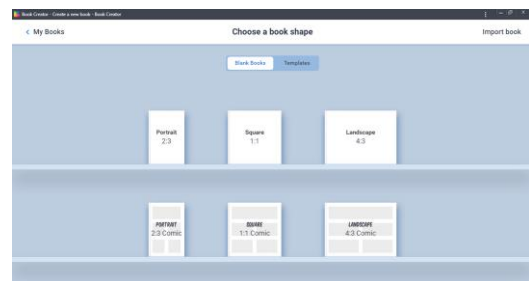 Book Creator - Create a new book - Book Creator
My Books
Choose a book shape
Import book
Blank Books
Templates
Portrait
2:3
Square
1:1
Landscape
4:3
PORTRAIT
2:3 Comic
SQUARE
1:1 Comic
LANDSCAPE
4:3 Comic